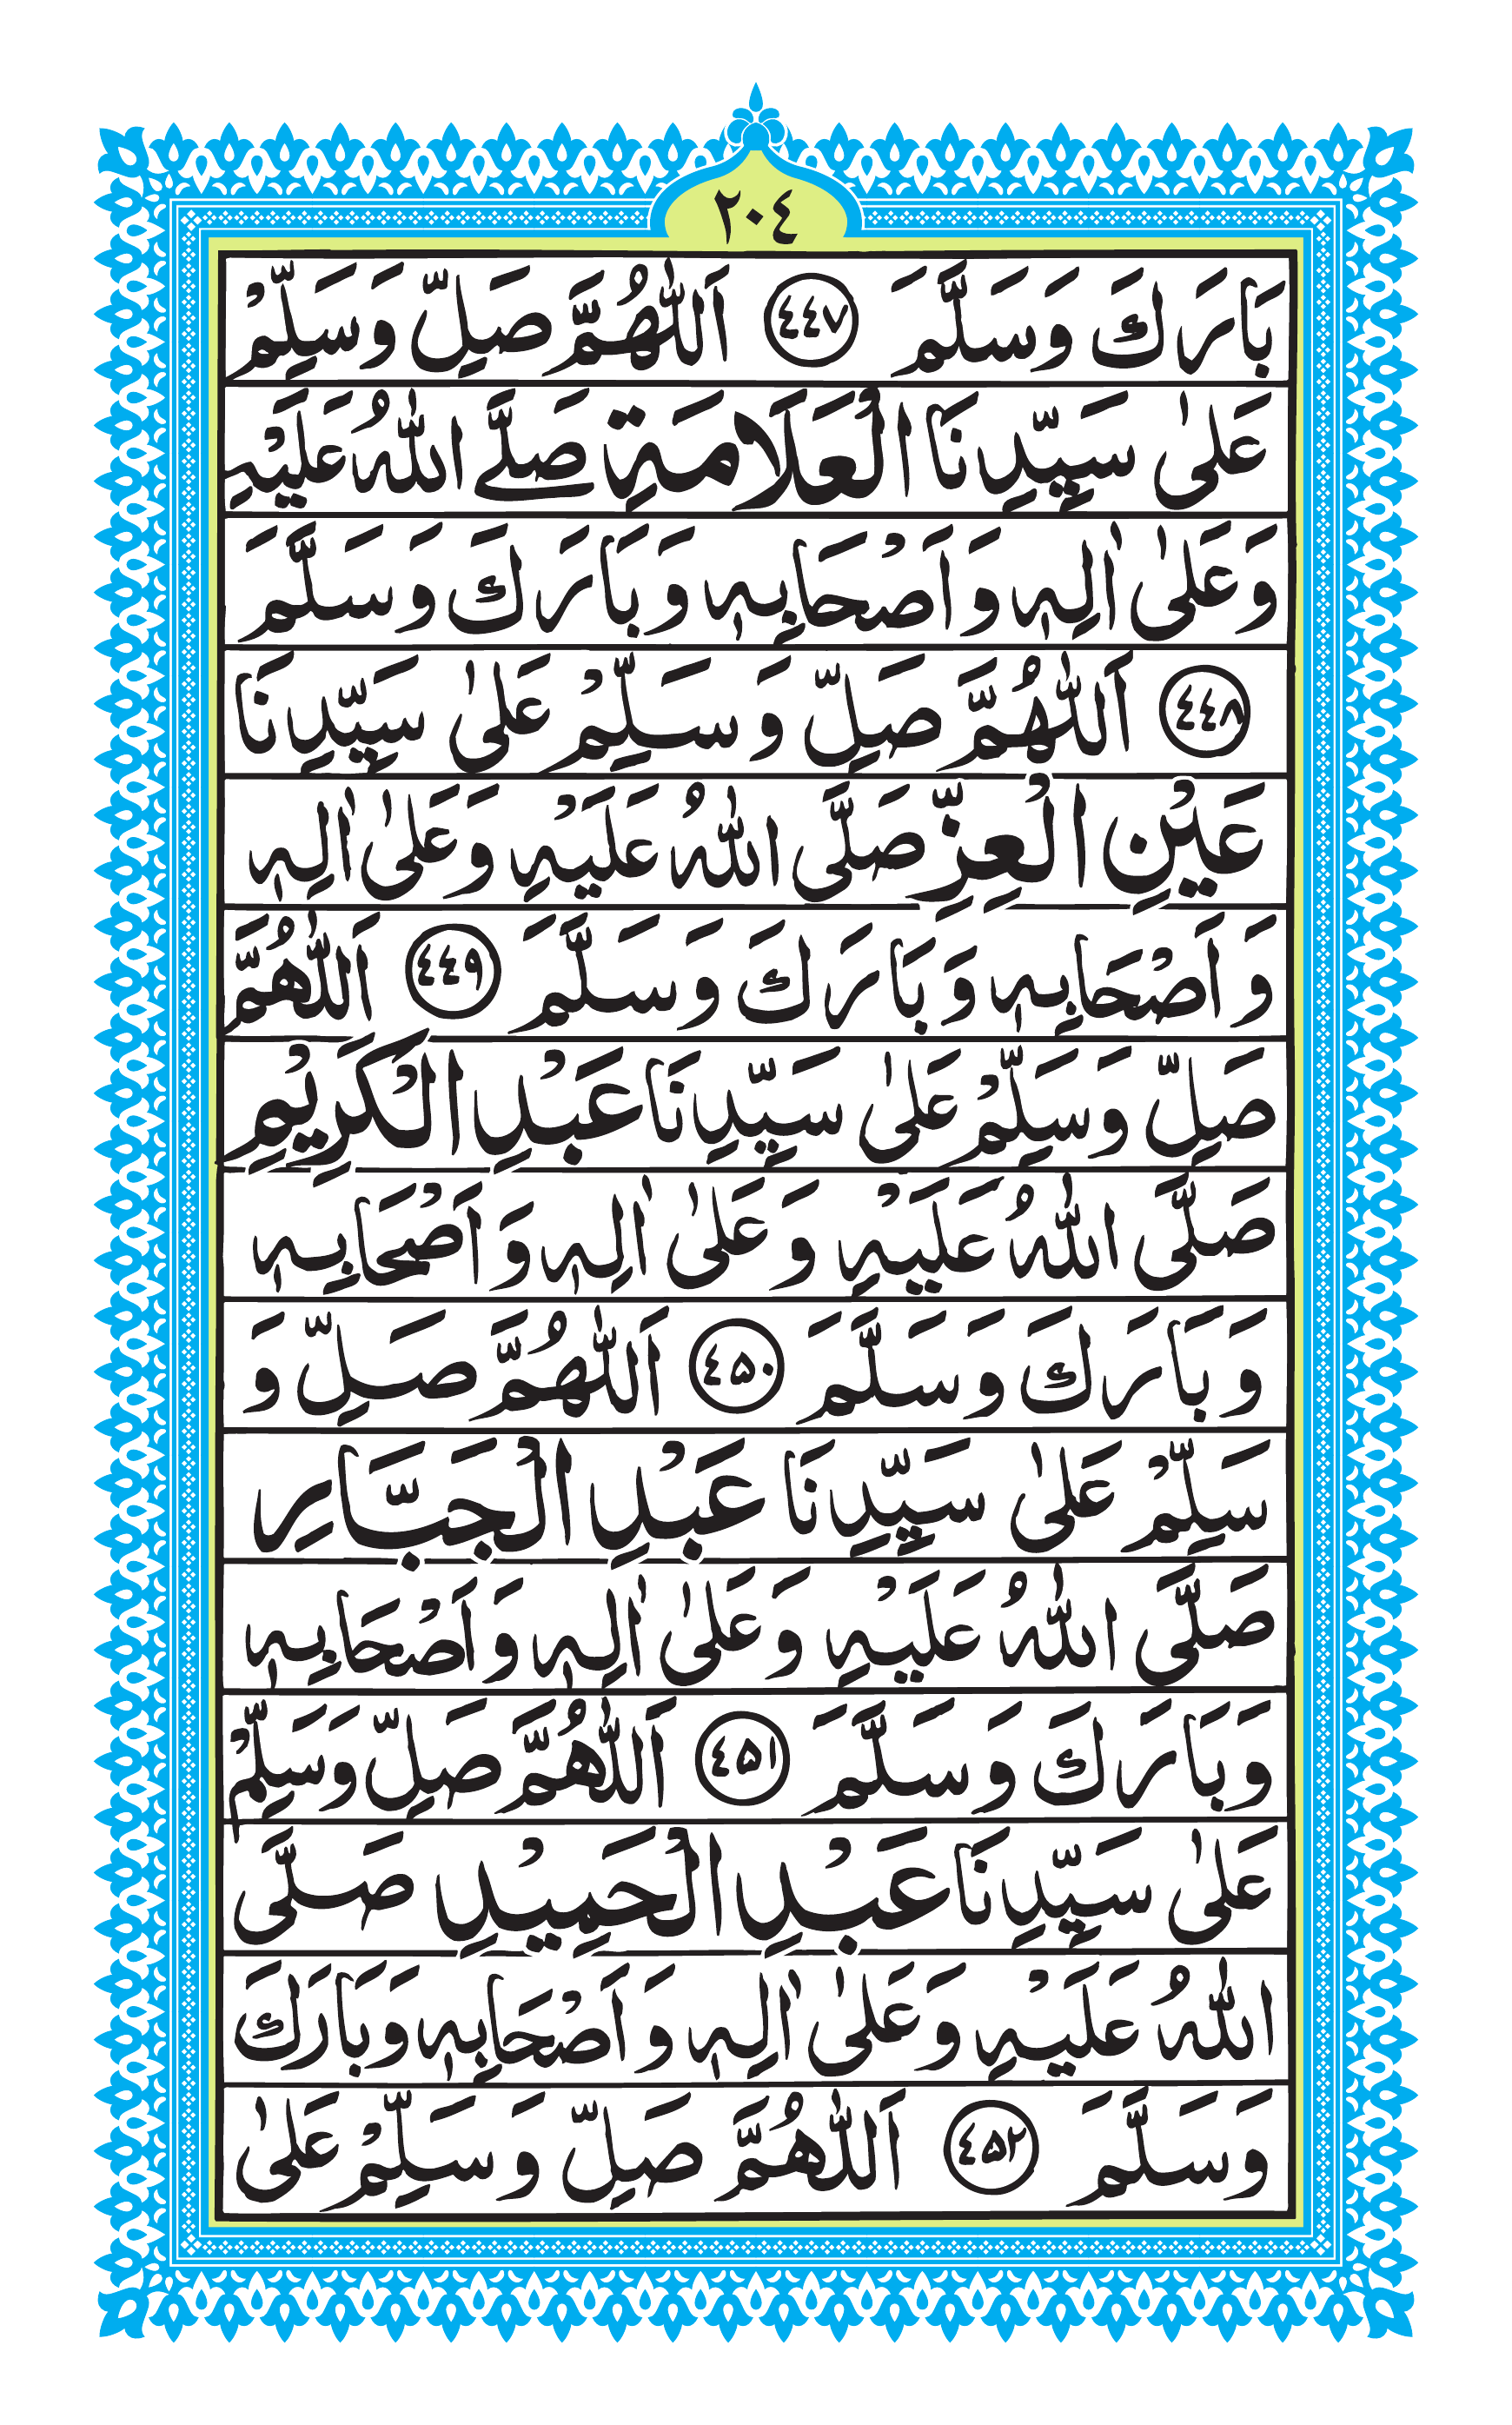 ٢٠٤
بَارَكَ وَسَلَّمَ ٤٤٧ اَللّٰهُمَّ صَلِّ وَسَلِّمْ
عَلٰى سَيِّدِنَا الْعَلَامَةِ صَلَّے اللّٰهُ عَلَيْهِ
وَعَلٰى اٰلِهٖ وَاَصْحَابِهٖ وَبَارَكَ وَسَلَّمَ
٤٤٨ اَللّٰهُمَّ صَلِّ وَسَلِّمْ عَلٰى سَيِّدِنَا
عَيْنِ الْعِزِّ صَلَّى اللّٰهُ عَلَيْهِ وَعَلٰى اٰلِهٖ
وَاَصْحَابِهٖ وَبَارَكَ وَسَلَّمَ ٤٤٩ اَللّٰهُمَّ
صَلِّ وَسَلِّمْ عَلٰى سَيِّدِنَا عَبْدِ الْكَرِيْمِ
صَلَّى اللّٰهُ عَلَيْهِ وَعَلٰى اٰلِهٖ وَاَصْحَابِهٖ
وَبَارَكَ وَسَلَّمَ ٤٥٠ اَللّٰهُمَّ صَلِّ وَ
سَلِّمْ عَلٰى سَيِّدِنَا عَبْدِ الْجَبَّارِ
صَلَّى اللّٰهُ عَلَيْهِ وَعَلٰى اٰلِهٖ وَاَصْحَابِهٖ
وَبَارَكَ وَسَلَّمَ ٤٥١ اَللّٰهُمَّ صَلِّ وَسَلِّمْ
عَلٰى سَيِّدِنَا عَبْدِ الْحَمِيْدِ صَلَّى
اللّٰهُ عَلَيْهِ وَعَلٰى اٰلِهٖ وَاَصْحَابِهٖ وَبَارَكَ
وَسَلَّمَ ٤٥٢ اَللّٰهُمَّ صَلِّ وَسَلِّمْ عَلٰى